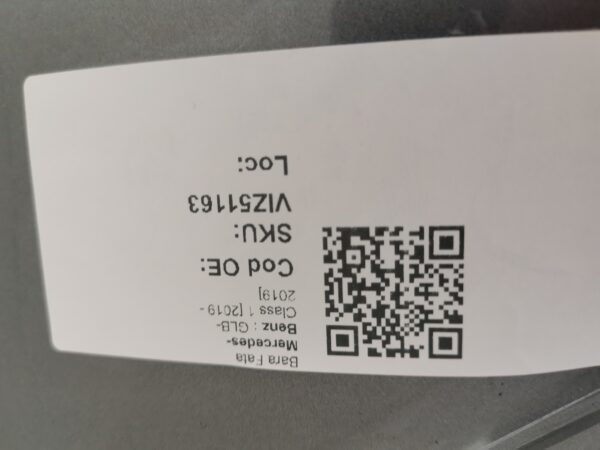 Bara Fata
Mercedes-
Benz : GLB-
Class 1 [2019 -
2019]
Cod OE:
SKU:
VIZ51163
Loc: